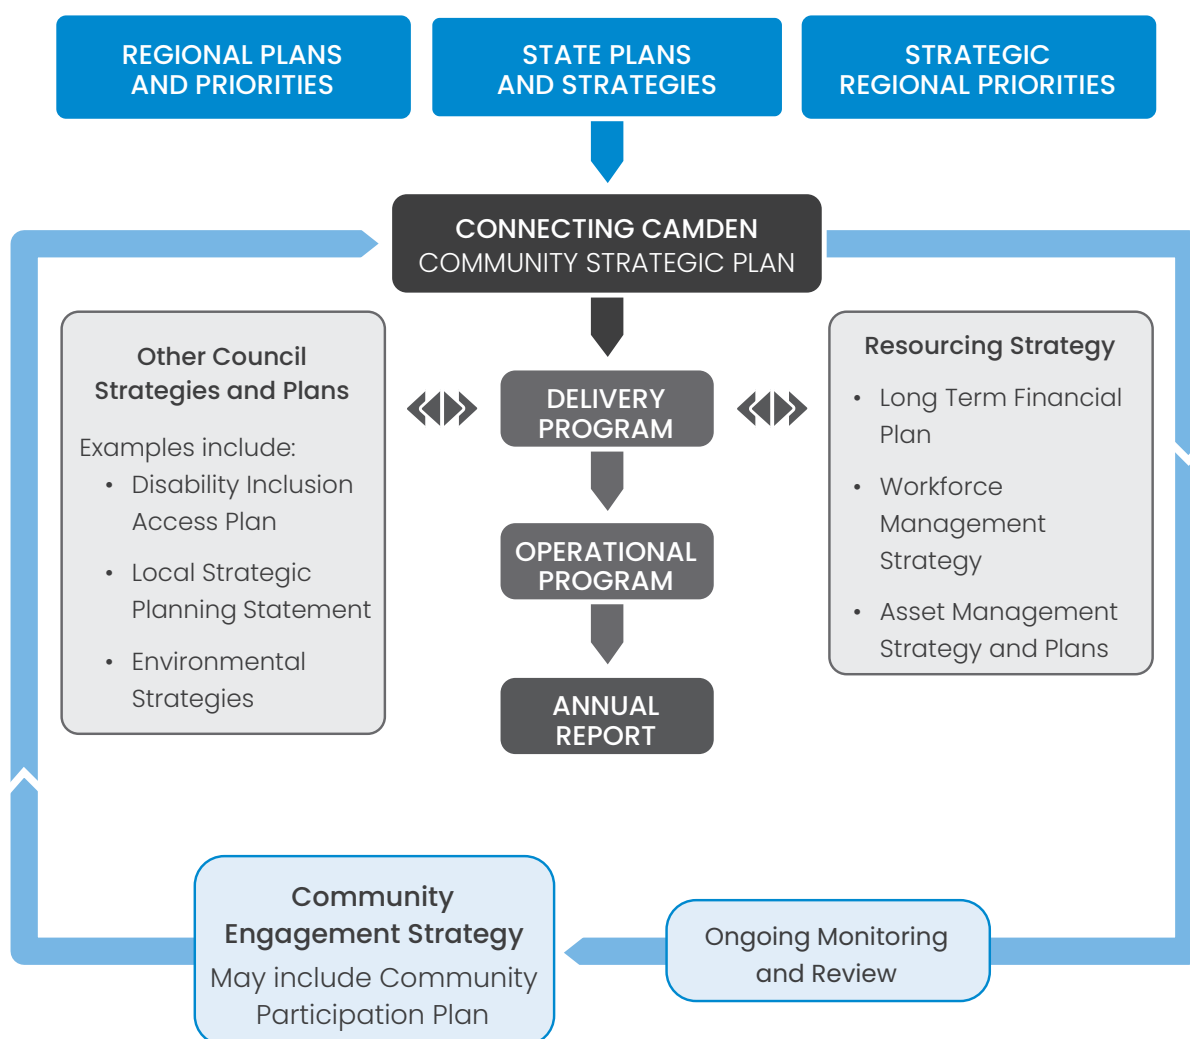 REGIONAL PLANS
AND PRIORITIES
STATE PLANS
AND STRATEGIES
STRATEGIC
REGIONAL PRIORITIES
CONNECTING CAMDEN
COMMUNITY STRATEGIC PLAN
Other Council
Strategies and Plans
Examples include:
• Disability Inclusion
Access Plan
• Local Strategic
Planning Statement
• Environmental
Strategies
DELIVERY
PROGRAM
OPERATIONAL
PROGRAM
ANNUAL
REPORT
Resourcing Strategy
• Long Term Financial
Plan
• Workforce
Management
Strategy
• Asset Management
Strategy and Plans
Community
Engagement Strategy
May include Community
Participation Plan
Ongoing Monitoring
and Review